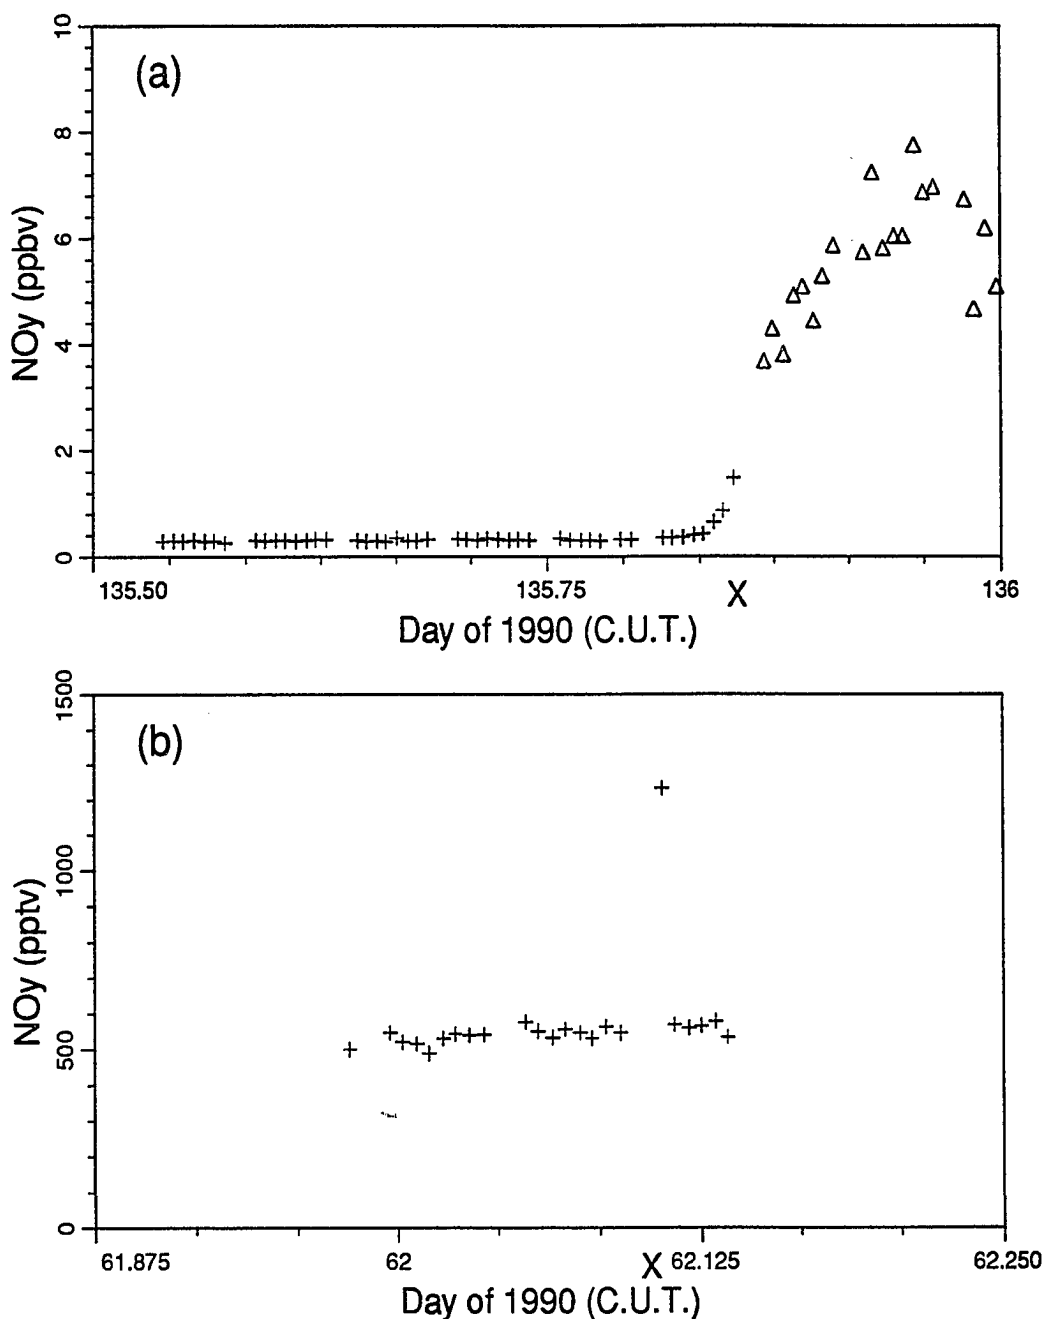 10
(a)
8
6
NOy (ppbv)
4
2
0
135.50 135.75 X 136
Day of 1990 (C.U.T.)
1500
(b)
1000
NOy (pptv)
500
0
61.875 62 X 62.125 62.250
Day of 1990 (C.U.T.)